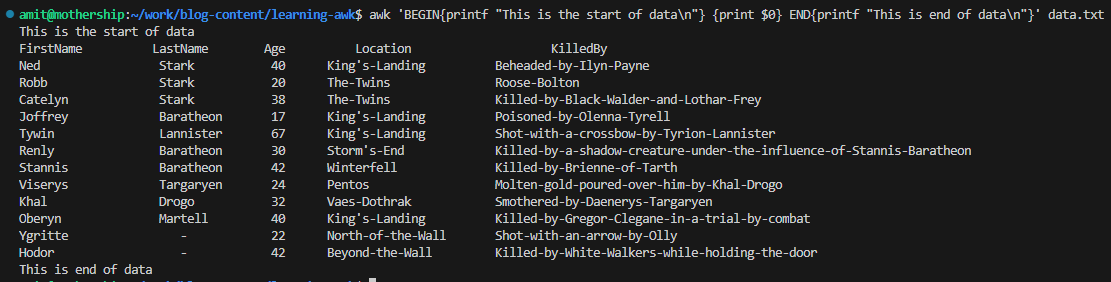 amit@mothership:~/work/blog-content/learning-awk$ awk 'BEGIN{printf "This is the start of data\n"} {print $0} END{printf "This is end of data\n"}' data.txt
This is the start of data
FirstName LastName Age Location KilledBy
Ned Stark 40 King's-Landing Beheaded-by-Ilyn-Payne
Robb Stark 20 The-Twins Roose-Bolton
Catelyn Stark 38 The-Twins Killed-by-Black-Walder-and-Lothar-Frey
Joffrey Baratheon 17 King's-Landing Poisoned-by-Olenna-Tyrell
Tywin Lannister 67 King's-Landing Shot-with-a-crossbow-by-Tyrion-Lannister
Renly Baratheon 30 Storm's-End Killed-by-a-shadow-creature-under-the-influence-of-Stannis-Baratheon
Stannis Baratheon 42 Winterfell Killed-by-Brienne-of-Tarth
Viserys Targaryen 24 Pentos Molten-gold-poured-over-him-by-Khal-Drogo
Khal Drogo 32 Vaes-Dothrak Smothered-by-Daenerys-Targaryen
Oberyn Martell 40 King's-Landing Killed-by-Gregor-Clegane-in-a-trial-by-combat
Ygritte - 22 North-of-the-Wall Shot-with-an-arrow-by-Olly
Hodor - 42 Beyond-the-Wall Killed-by-White-Walkers-while-holding-the-door
This is end of data